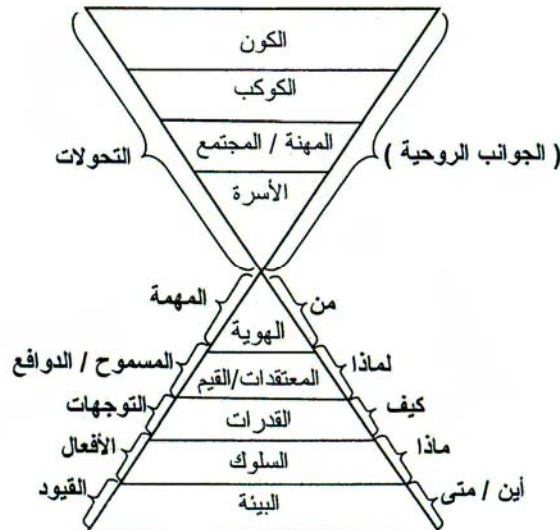 الكون
الكوكب
المهنة / المجتمع
( الجوانب الروحية )
التحولات
الأسرة
من
المهمة
الهوية
لماذا
المسموح / الدوافع
المعتقدات/القيم
كيف
التوجهات
القدرات
ماذا
الأفعال
السلوك
أين / متى
القيود
البيئة